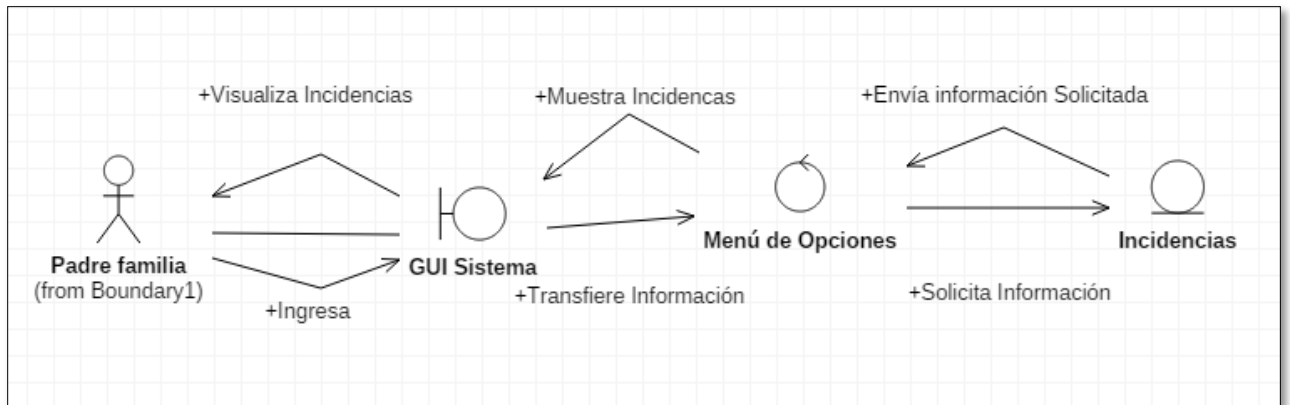 +Visualiza Incidencias
+Muestra Incidencas
+Envía información Solicitada
Padre familia
(from Boundary1)
GUI Sistema
Menú de Opciones
Incidencias
+Ingresa
+Transfiere Información
+Solicita Información